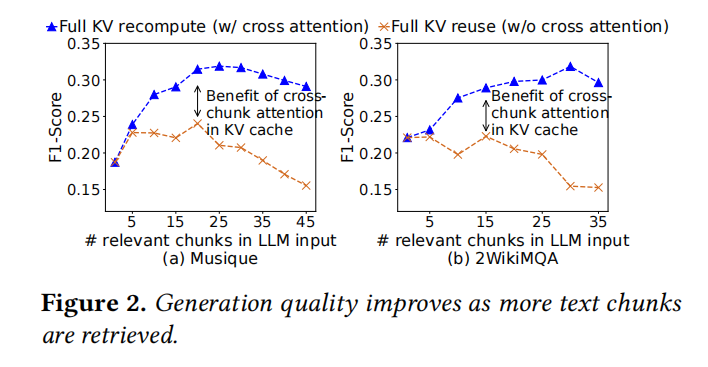 Full KV recompute (w/ cross attention) Full KV reuse (w/o cross attention)
0.35
0.30
0.25
0.20
0.15
F1-Score
Benefit of cross-
chunk attention
in KV cache
5 15 25 35 45
# relevant chunks in LLM input
(a) Musique
0.35
0.30
0.25
0.20
0.15
F1-Score
Benefit of cross-
chunk attention
in KV cache
5 15 25 35
# relevant chunks in LLM input
(b) 2WikiMQA
Figure 2. Generation quality improves as more text chunks
are retrieved.